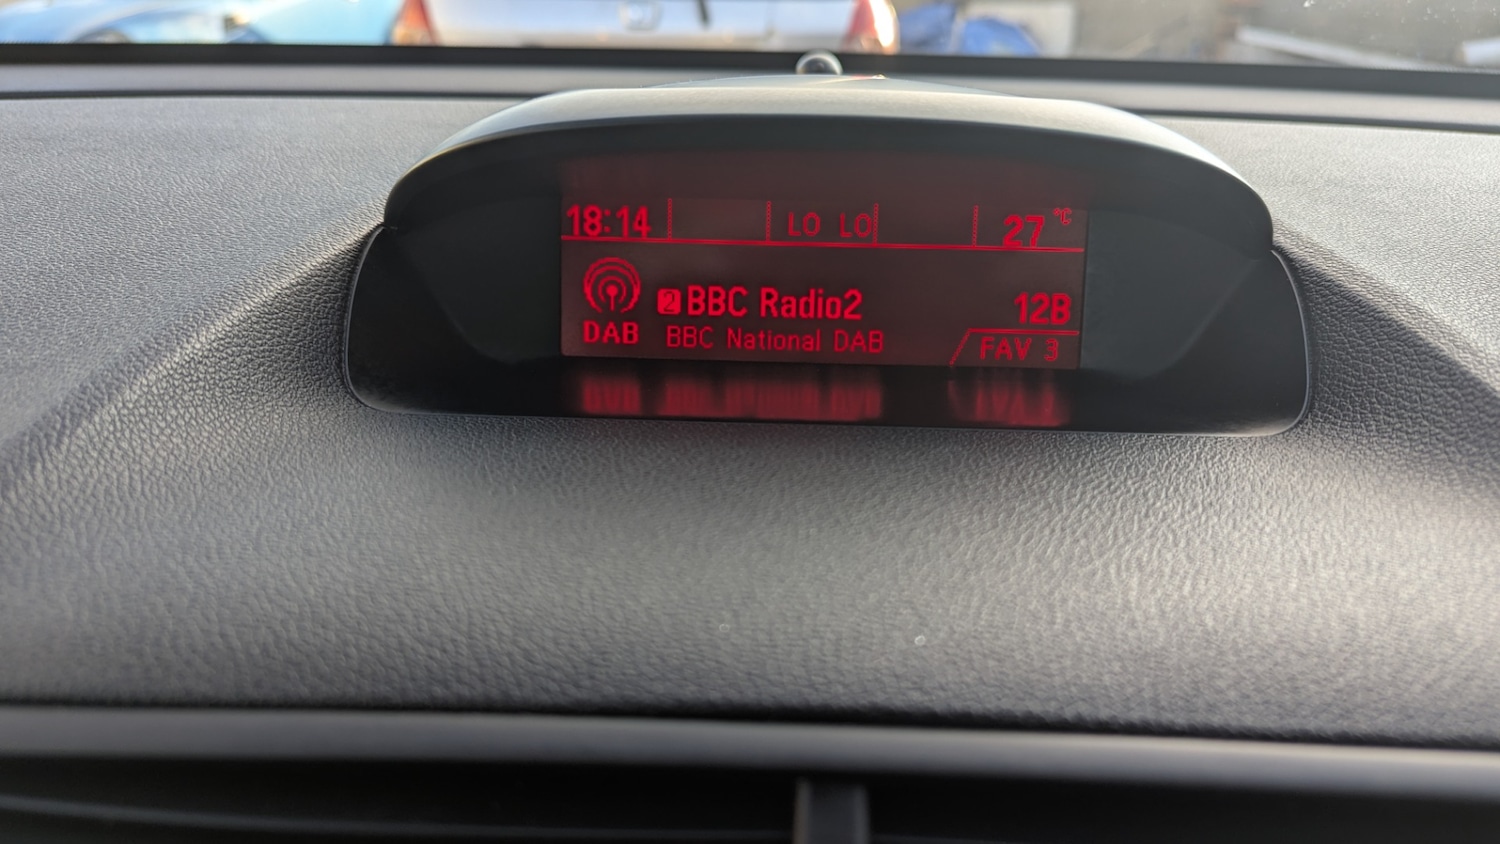 18:14 LO LO 27 °C
2 BBC Radio2 12B
DAB BBC National DAB FAV 3